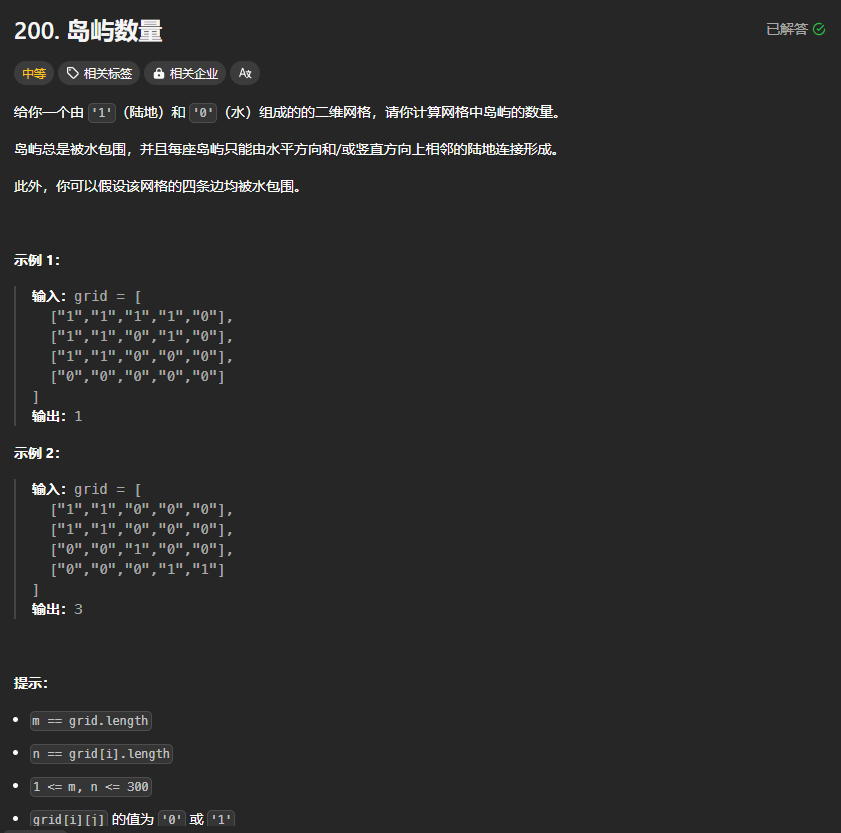 200. 岛屿数量
已解答
中等
相关标签
相关企业
给你一个由 '1'（陆地）和 '0'（水）组成的的二维网格，请你计算网格中岛屿的数量。
岛屿总是被水包围，并且每座岛屿只能由水平方向和/或竖直方向上相邻的陆地连接形成。
此外，你可以假设该网格的四条边均被水包围。
示例 1：
输入：grid = [
["1","1","1","1","0"],
["1","1","0","1","0"],
["1","1","0","0","0"],
["0","0","0","0","0"]
]
输出：1
示例 2：
输入：grid = [
["1","1","0","0","0"],
["1","1","0","0","0"],
["0","0","1","0","0"],
["0","0","0","1","1"]
]
输出：3
提示：
m == grid.length
n == grid[i].length
1 <= m, n <= 300
grid[i][j] 的值为 '0' 或 '1'